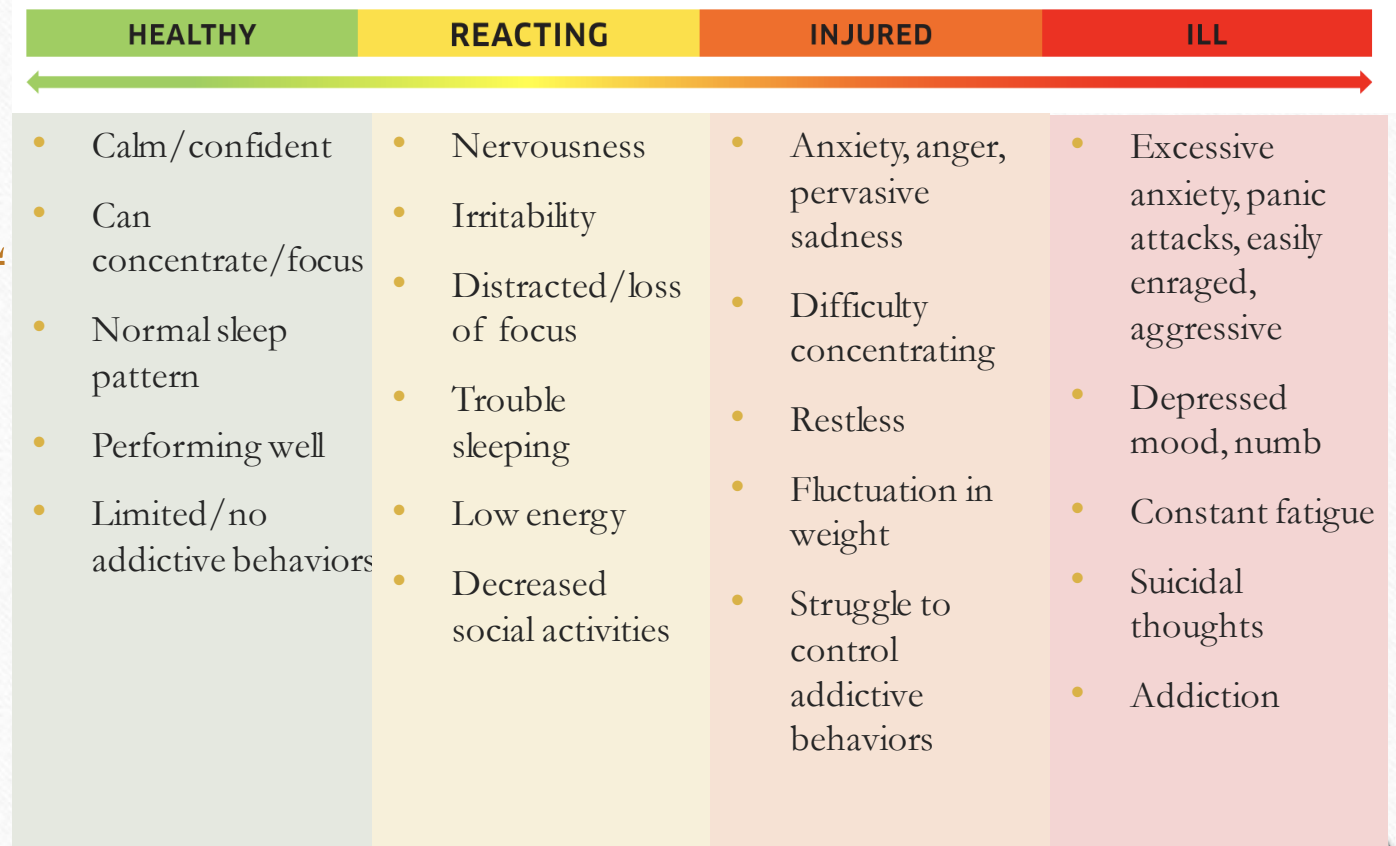 HEALTHY
REACTING
INJURED
ILL
• Calm/confident
• Can
concentrate/focus
• Normal sleep
pattern
• Performing well
• Limited/no
addictive behaviors
• Nervousness
• Irritability
• Distracted/loss
of focus
• Trouble
sleeping
• Low energy
• Decreased
social activities
• Anxiety, anger,
pervasive
sadness
• Difficulty
concentrating
• Restless
• Fluctuation in
weight
• Struggle to
control
addictive
behaviors
• Excessive
anxiety, panic
attacks, easily
enraged,
aggressive
• Depressed
mood, numb
• Constant fatigue
• Suicidal
thoughts
• Addiction